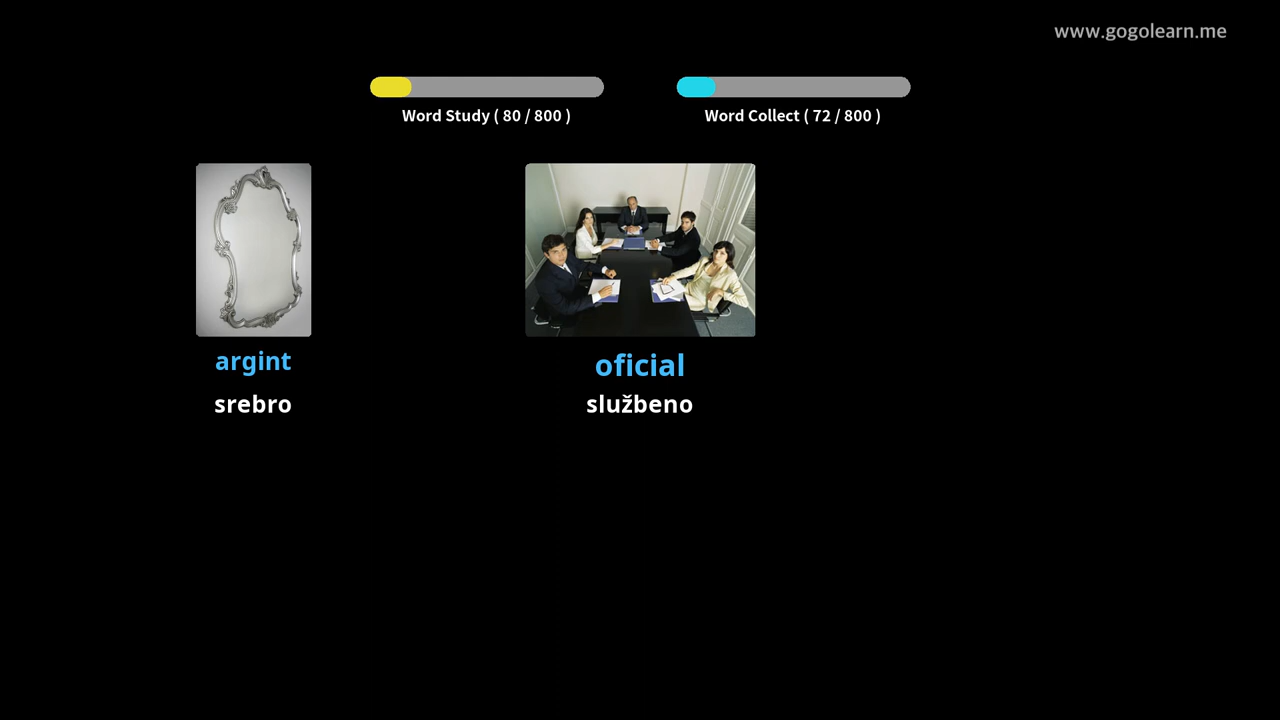 www.gogolearn.me
Word Study ( 80 / 800 )
Word Collect ( 72 / 800 )
argint
srebro
oficial
službeno